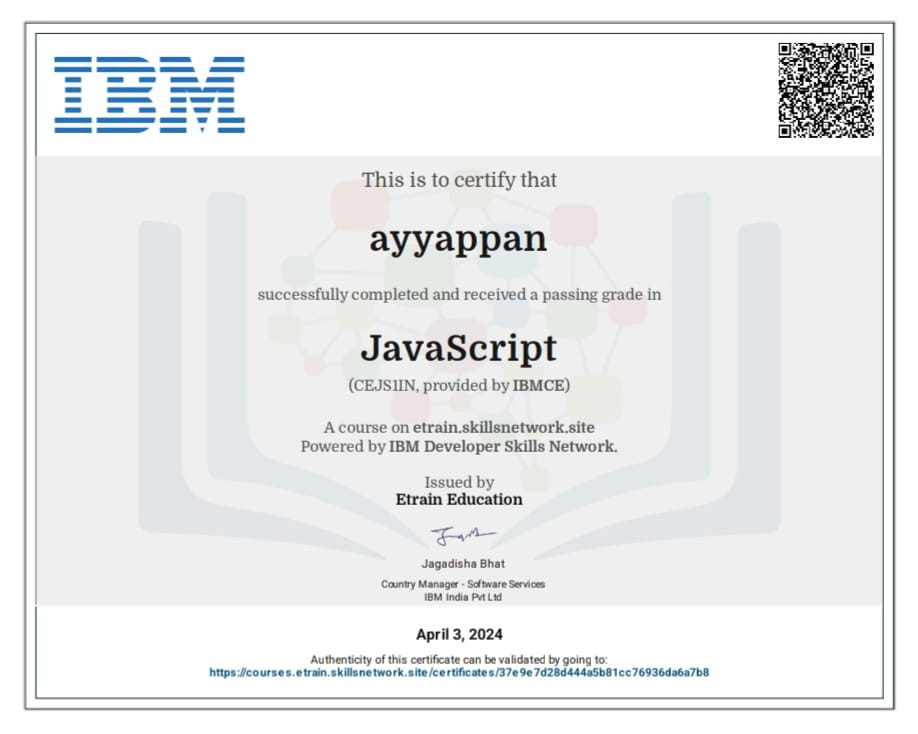 IBM
This is to certify that
ayyappan
successfully completed and received a passing grade in
JavaScript
(CEJS1IN, provided by IBMCE)
A course on etrain.skillsnetwork.site
Powered by IBM Developer Skills Network.
Issued by
Etrain Education
Jagadisha Bhat
Country Manager - Software Services
IBM India Pvt Ltd
April 3, 2024
Authenticity of this certificate can be validated by going to:
https://courses.etrain.skillsnetwork.site/certificates/37e9e7d28d444a5b81cc76936da6a7b8